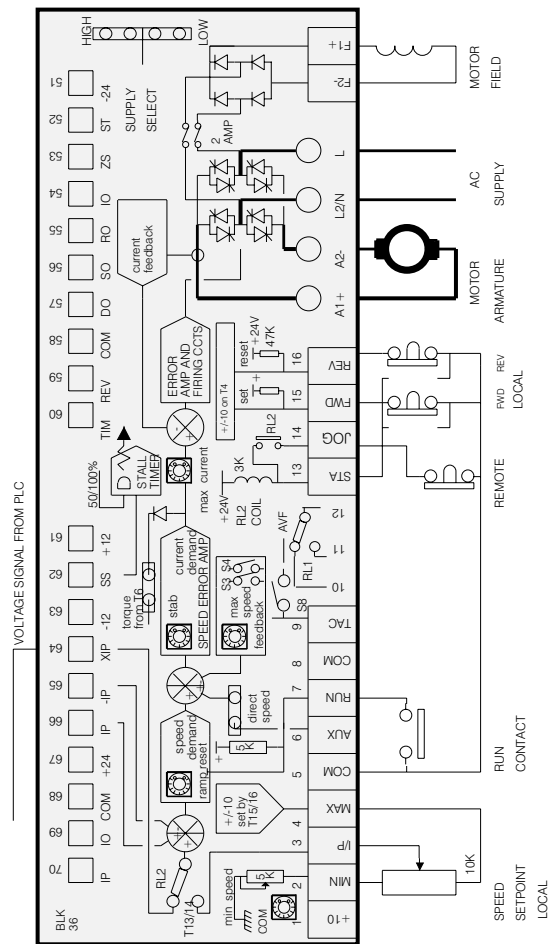 VOLTAGE SIGNAL FROM PLC
70 69 68 67 66 65 64 63 62 61 60 59 58 57 56 55 54 53 52 51
IP IO COM +24 IP -IP XIP -12 SS +12 TIM REV COM DO SO RO IO ZS ST -24
BLK
36
HIGH
LOW
SUPPLY
SELECT
50/100%
STALL
TIMER
torque
from T6
current
feedback
2
AMP
RL2
T13/14
+
-
speed
demand
ramp reset
+
5
K
direct
speed
+
+
-
stab
current
demand
SPEED ERROR AMP
max
speed
feedback
S3 S4
max current
+
-
ERROR
AMP AND
FIRING CCTS
+/-10 on T4
min speed
5
K
COM
+/-10
set by
T15/16
S8
AVF
RL1
+24V
RL2
COIL
3K
RL2
set +
reset +24V
47K
1 2 3 4 5 6 7 8 9 10 11 12 13 14 15 16
+10 MIN I/P MAX COM AUX RUN COM TAC STA JOG FWD REV
A1+ A2- L2/N L F2- F1+
10K
SPEED
SETPOINT
LOCAL
RUN
CONTACT
REMOTE
FWD REV
LOCAL
MOTOR
ARMATURE
AC
SUPPLY
MOTOR
FIELD